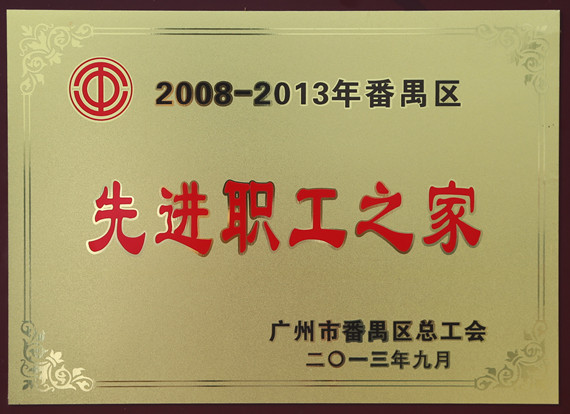 2008-2013年番禺区
先进职工之家
广州市番禺区总工会
二〇一三年九月